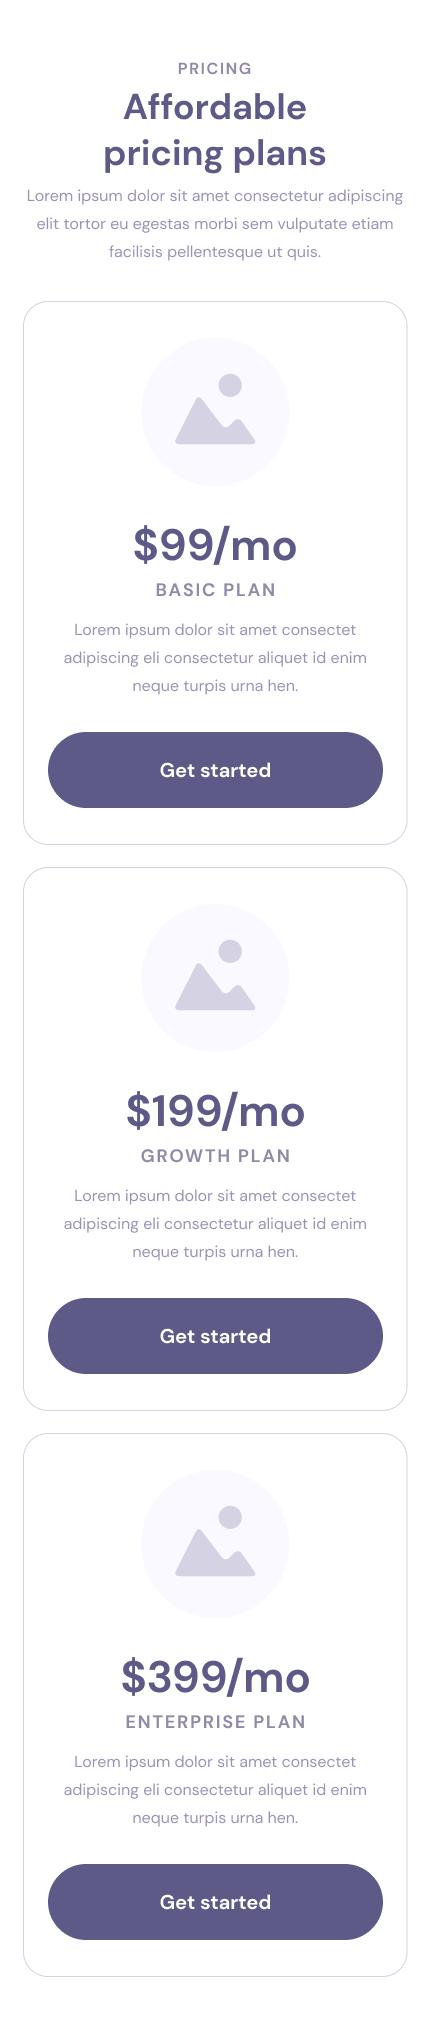 PRICING
Affordable
pricing plans
Lorem ipsum dolor sit amet consectetur adipiscing
elit tortor eu egestas morbi sem vulputate etiam
facilisis pellentesque ut quis.
$99/mo
BASIC PLAN
Lorem ipsum dolor sit amet consectet
adipiscing eli consectetur aliquet id enim
neque turpis urna hen.
Get started
$199/mo
GROWTH PLAN
Lorem ipsum dolor sit amet consectet
adipiscing eli consectetur aliquet id enim
neque turpis urna hen.
Get started
$399/mo
ENTERPRISE PLAN
Lorem ipsum dolor sit amet consectet
adipiscing eli consectetur aliquet id enim
neque turpis urna hen.
Get started